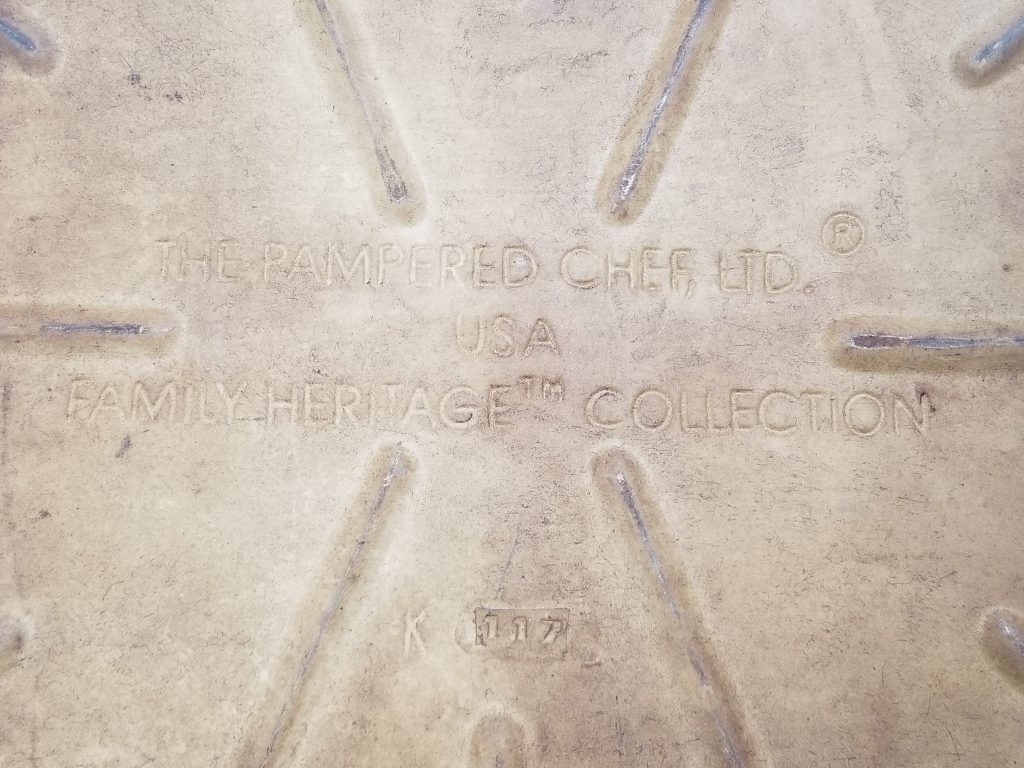 THE PAMPERED CHEF, LTD.®
USA
FAMILY HERITAGE™ COLLECTION
K 117